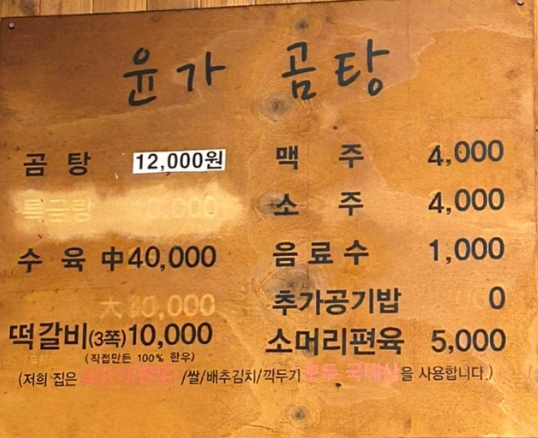 윤가 곰탕
곰탕 12,000원
수육 中 40,000
大
떡갈비(3쪽) 10,000
(직접만든 100% 한우)
맥주 4,000
소주 4,000
음료수 1,000
추가공기밥 0
소머리편육 5,000
(저희 집은 /쌀/배추김치/깍두기 을 사용합니다.)